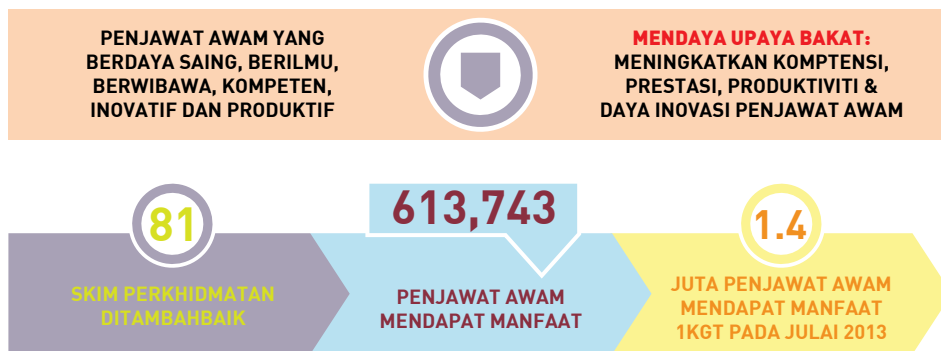 PENJAWAT AWAM YANG
BERDAYA SAING, BERILMU,
BERWIBAWA, KOMPETEN,
INOVATIF DAN PRODUKTIF
MENDAYA UPAYA BAKAT:
MENINGKATKAN KOMPTENSI,
PRESTASI, PRODUKTIVITI &
DAYA INOVASI PENJAWAT AWAM
81
SKIM PERKHIDMATAN
DITAMBAHBAIK
613,743
PENJAWAT AWAM
MENDAPAT MANFAAT
1.4
JUTA PENJAWAT AWAM
MENDAPAT MANFAAT
1KGT PADA JULAI 2013